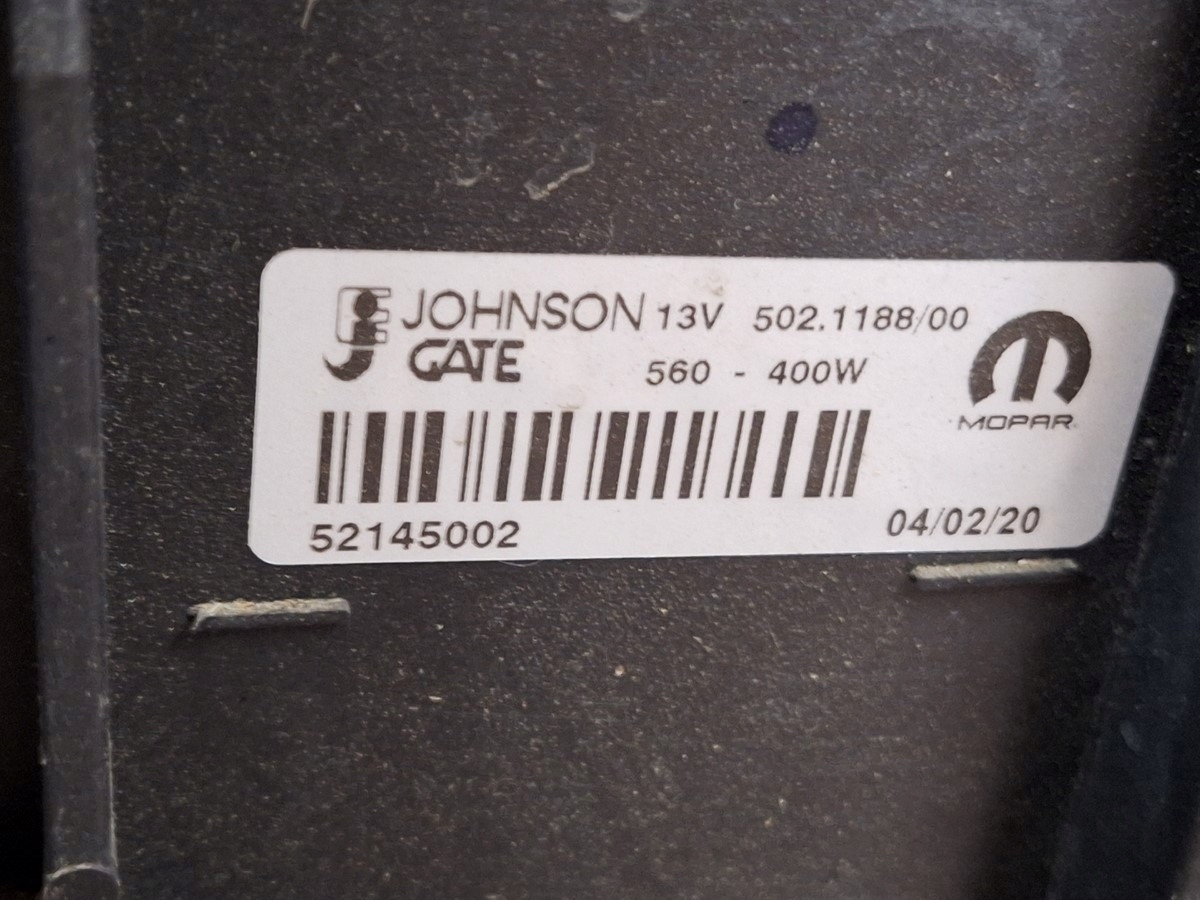 JOHNSON 13V 502.1188/00
GATE 560 - 400W
MOPAR
52145002 04/02/20